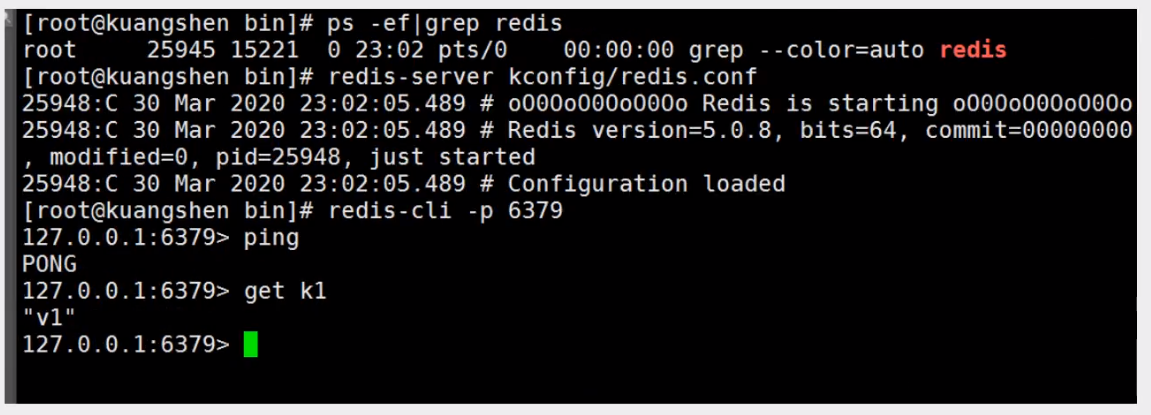 [root@kuangshen bin]# ps -ef|grep redis
root     25945 15221  0 23:02 pts/0    00:00:00 grep --color=auto redis
[root@kuangshen bin]# redis-server kconfig/redis.conf
25948:C 30 Mar 2020 23:02:05.489 # oO0OoO0OoO0Oo Redis is starting oO0OoO0OoO0Oo
25948:C 30 Mar 2020 23:02:05.489 # Redis version=5.0.8, bits=64, commit=00000000
, modified=0, pid=25948, just started
25948:C 30 Mar 2020 23:02:05.489 # Configuration loaded
[root@kuangshen bin]# redis-cli -p 6379
127.0.0.1:6379> ping
PONG
127.0.0.1:6379> get k1
"v1"
127.0.0.1:6379>